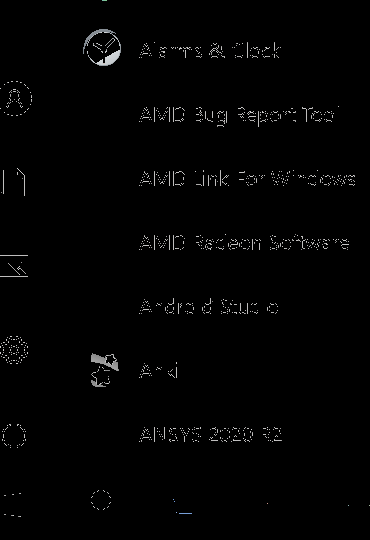 Alarms & Clock
AMD Bug Report Tool
AMD Link For Windows
AMD Radeon Software
Android Studio
Anki
ANSYS 2020 R2